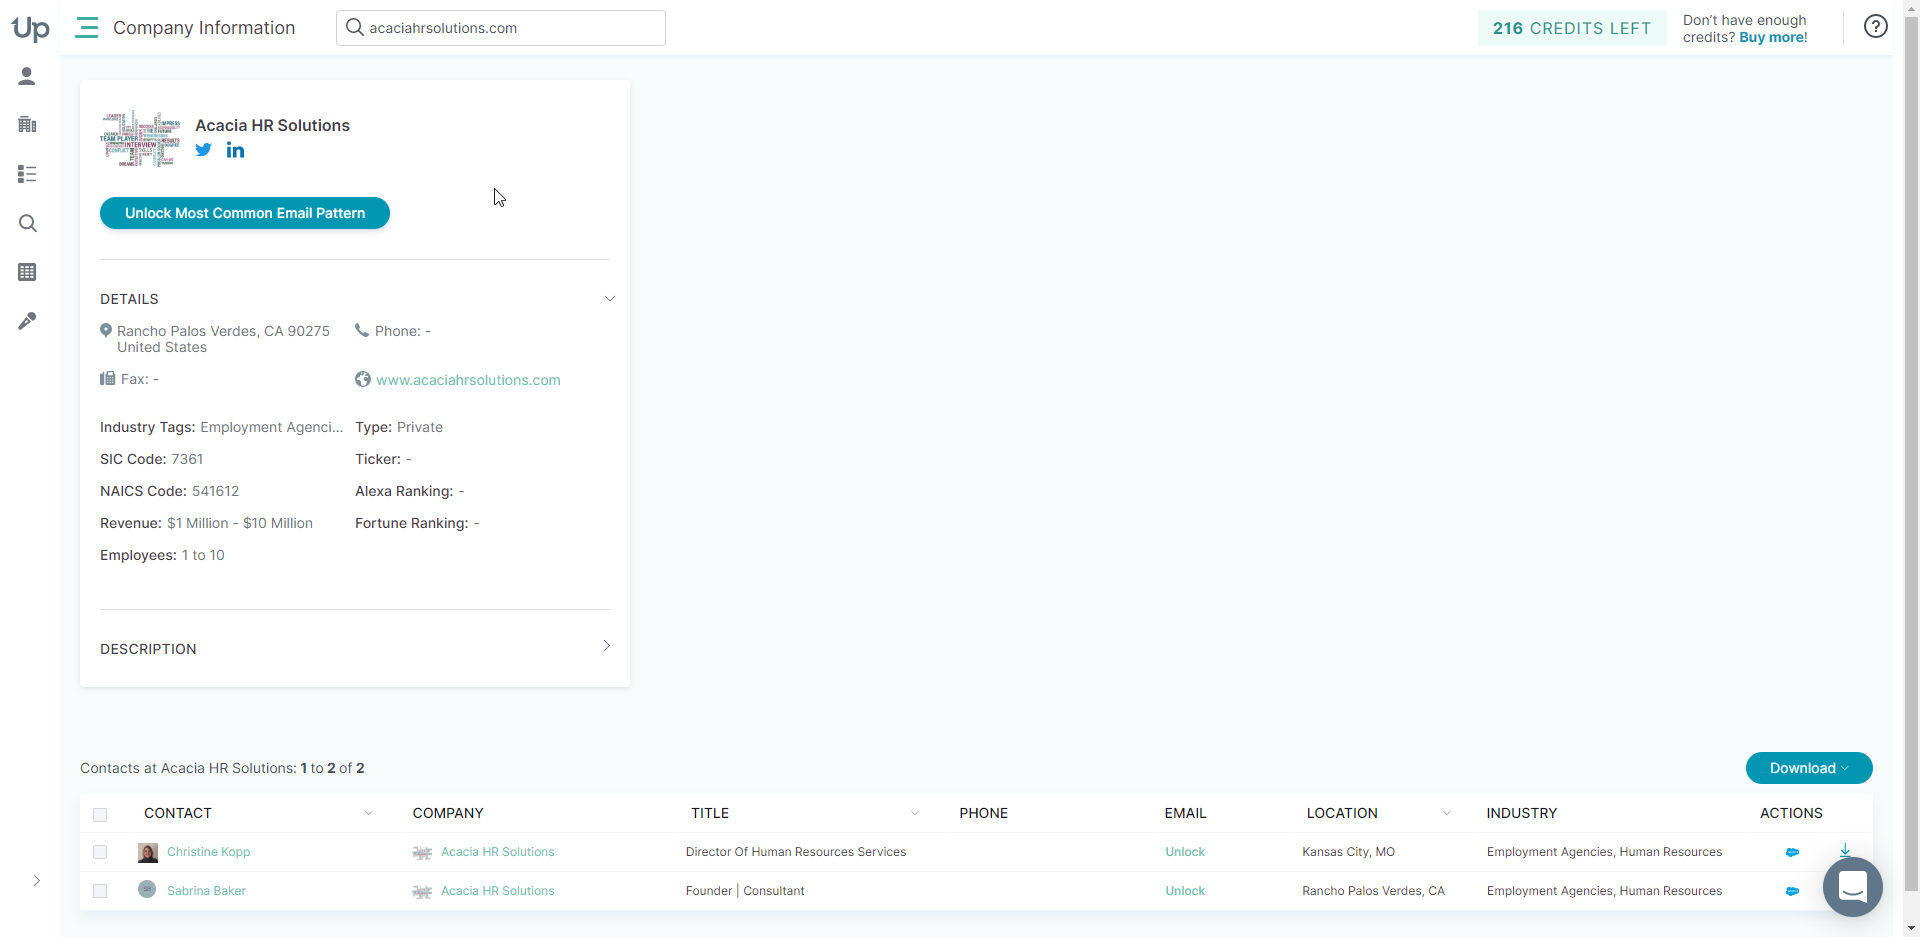 Up
Company Information
acaciahrsolutions.com
216 CREDITS LEFT
Don't have enough
credits? Buy more!
Acacia HR Solutions
TEAM PLAYER
INTERVIEW
Unlock Most Common Email Pattern
DETAILS
Rancho Palos Verdes, CA 90275
United States
Phone: -
Fax: -
www.acaciahrsolutions.com
Industry Tags: Employment Agenci...
Type: Private
SIC Code: 7361
Ticker: -
NAICS Code: 541612
Alexa Ranking: -
Revenue: $1 Million - $10 Million
Fortune Ranking: -
Employees: 1 to 10
DESCRIPTION
Contacts at Acacia HR Solutions: 1 to 2 of 2
Download
CONTACT COMPANY TITLE PHONE EMAIL LOCATION INDUSTRY ACTIONS
Christine Kopp Acacia HR Solutions Director Of Human Resources Services Unlock Kansas City, MO Employment Agencies, Human Resources
SB Sabrina Baker Acacia HR Solutions Founder | Consultant Unlock Rancho Palos Verdes, CA Employment Agencies, Human Resources